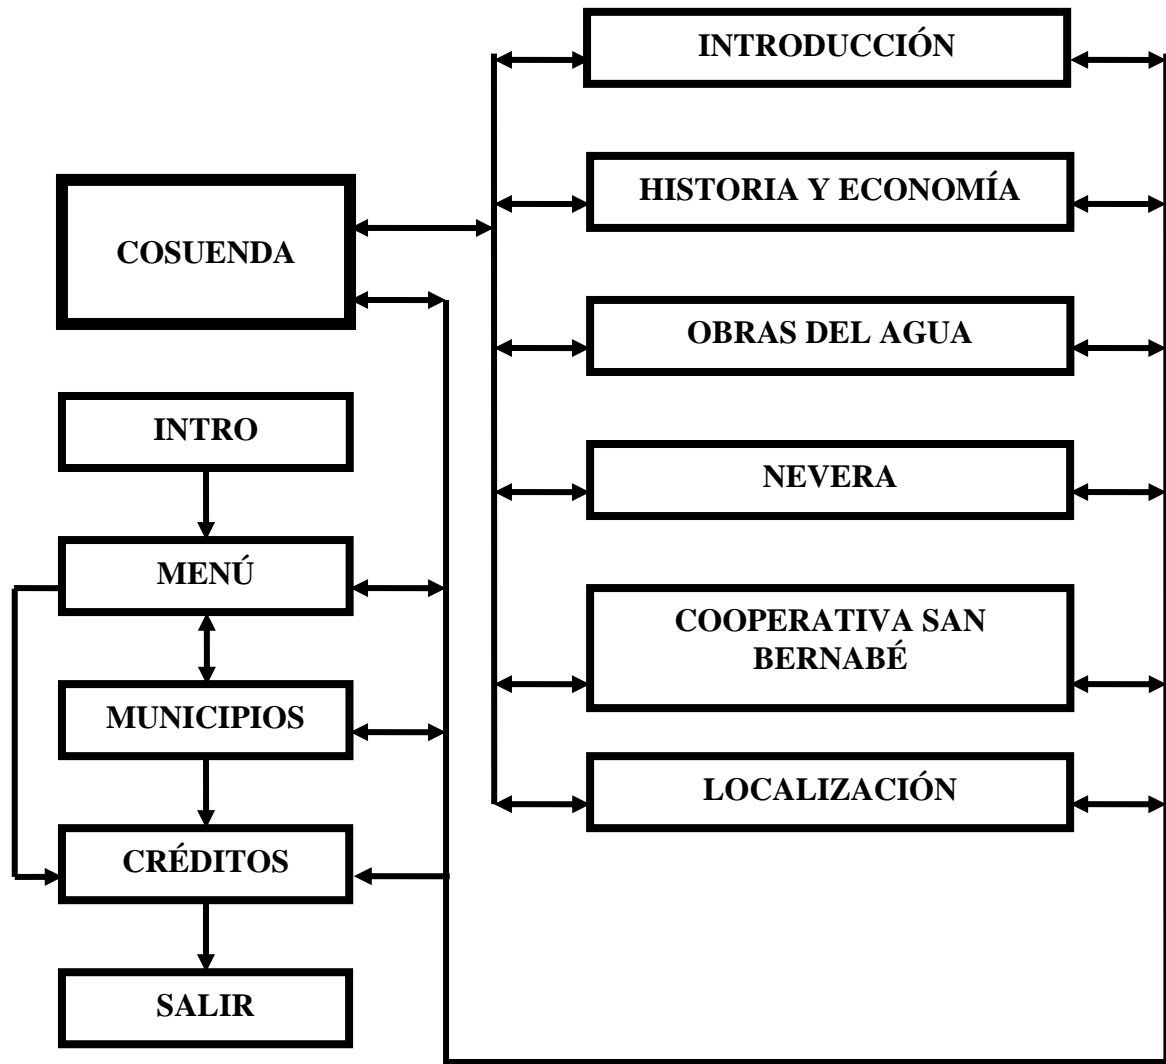 INTRODUCCIÓN
HISTORIA Y ECONOMÍA
COSUENDA
OBRAS DEL AGUA
INTRO
NEVERA
MENÚ
COOPERATIVA SAN
BERNABÉ
MUNICIPIOS
LOCALIZACIÓN
CRÉDITOS
SALIR